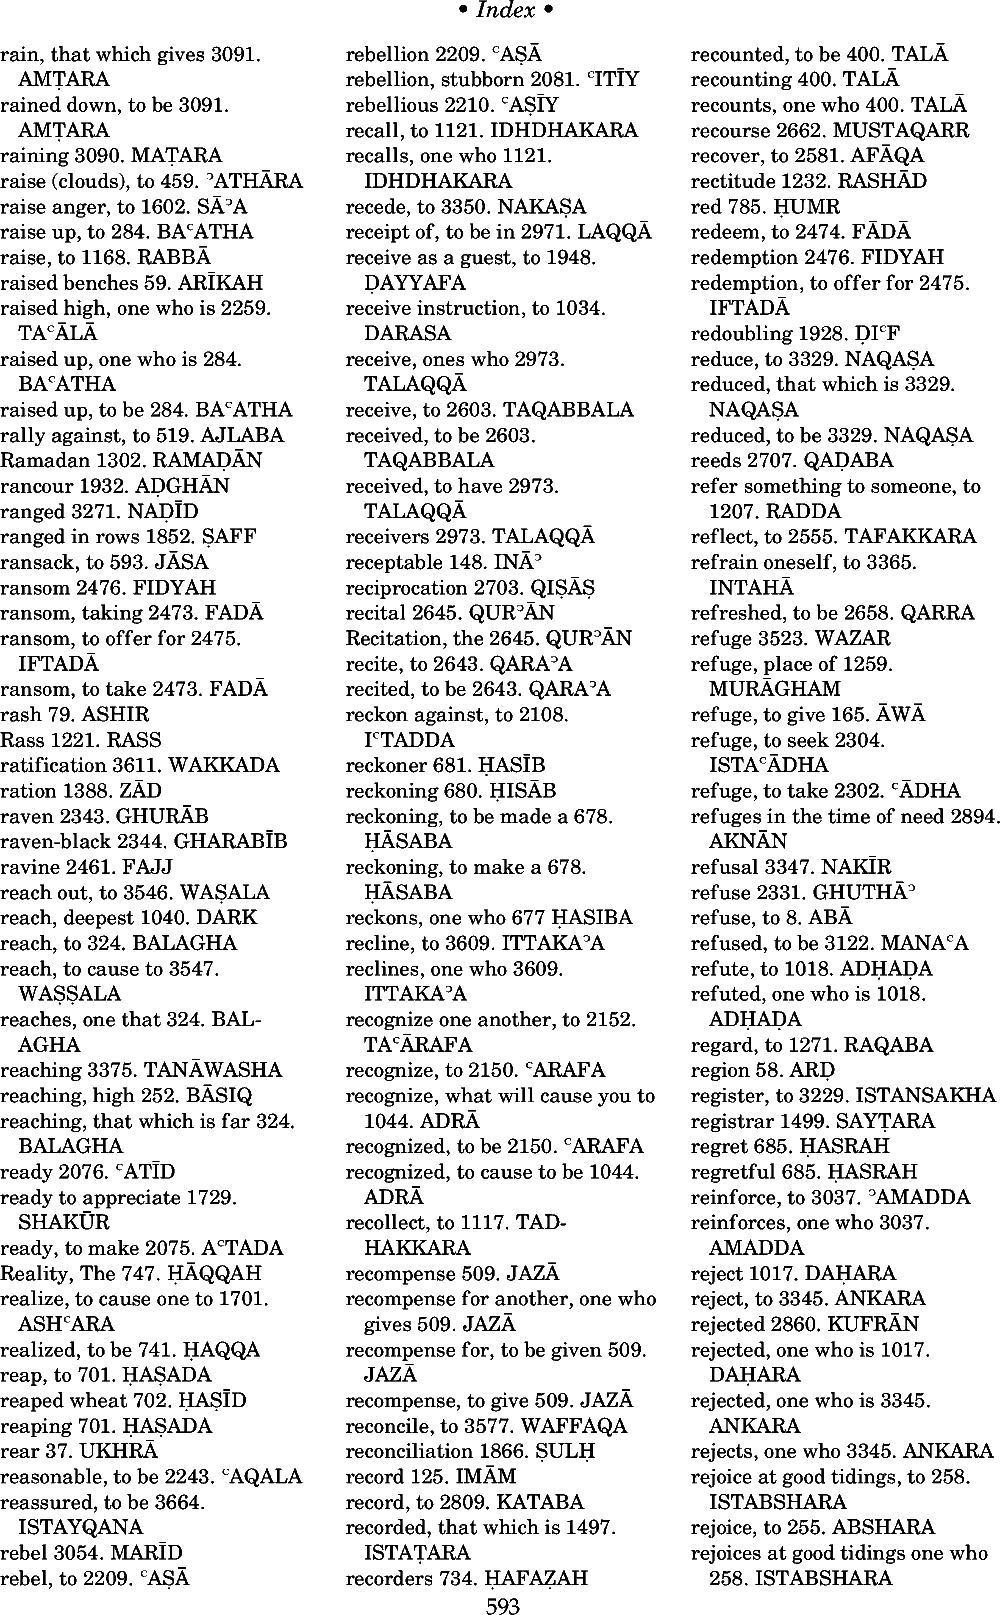 • Index •
rain, that which gives 3091.
AMṬARA
rained down, to be 3091.
AMṬARA
raining 3090. MAṬARA
raise (clouds), to 459. ᵓATHĀRA
raise anger, to 1602. SĀᵓA
raise up, to 284. BAᶜATHA
raise, to 1168. RABBĀ
raised benches 59. ARĪKAH
raised high, one who is 2259.
TAᶜĀLĀ
raised up, one who is 284.
BAᶜATHA
raised up, to be 284. BAᶜATHA
rally against, to 519. AJLABA
Ramadan 1302. RAMAḌĀN
rancour 1932. AḌGHĀN
ranged 3271. NAḌĪD
ranged in rows 1852. ṢAFF
ransack, to 593. JĀSA
ransom 2476. FIDYAH
ransom, taking 2473. FADĀ
ransom, to offer for 2475.
IFTADĀ
ransom, to take 2473. FADĀ
rash 79. ASHIR
Rass 1221. RASS
ratification 3611. WAKKADA
ration 1388. ZĀD
raven 2343. GHURĀB
raven-black 2344. GHARABĪB
ravine 2461. FAJJ
reach out, to 3546. WAṢALA
reach, deepest 1040. DARK
reach, to 324. BALAGHA
reach, to cause to 3547.
WAṢṢALA
reaches, one that 324. BAL-
AGHA
reaching 3375. TANĀWASHA
reaching, high 252. BĀSIQ
reaching, that which is far 324.
BALAGHA
ready 2076. ᶜATĪD
ready to appreciate 1729.
SHAKŪR
ready, to make 2075. AᶜTADA
Reality, The 747. ḤĀQQAH
realize, to cause one to 1701.
ASHᶜARA
realized, to be 741. ḤAQQA
reap, to 701. ḤAṢADA
reaped wheat 702. ḤAṢĪD
reaping 701. ḤAṢADA
rear 37. UKHRĀ
reasonable, to be 2243. ᶜAQALA
reassured, to be 3664.
ISTAYQANA
rebel 3054. MARĪD
rebel, to 2209. ᶜAṢĀ
rebellion 2209. ᶜAṢĀ
rebellion, stubborn 2081. ᶜITĪY
rebellious 2210. ᶜAṢĪY
recall, to 1121. IDHDHAKARA
recalls, one who 1121.
IDHDHAKARA
recede, to 3350. NAKAṢA
receipt of, to be in 2971. LAQQĀ
receive as a guest, to 1948.
ḌAYYAFA
receive instruction, to 1034.
DARASA
receive, ones who 2973.
TALAQQĀ
receive, to 2603. TAQABBALA
received, to be 2603.
TAQABBALA
received, to have 2973.
TALAQQĀ
receivers 2973. TALAQQĀ
receptable 148. INĀᵓ
reciprocation 2703. QIṢĀṢ
recital 2645. QURᵓĀN
Recitation, the 2645. QURᵓĀN
recite, to 2643. QARAᵓA
recited, to be 2643. QARAᵓA
reckon against, to 2108.
IᶜTADDA
reckoner 681. ḤASĪB
reckoning 680. ḤISĀB
reckoning, to be made a 678.
ḤĀSABA
reckoning, to make a 678.
ḤĀSABA
reckons, one who 677 ḤASIBA
recline, to 3609. ITTAKAᵓA
reclines, one who 3609.
ITTAKAᵓA
recognize one another, to 2152.
TAᶜĀRAFA
recognize, to 2150. ᶜARAFA
recognize, what will cause you to
1044. ADRĀ
recognized, to be 2150. ᶜARAFA
recognized, to cause to be 1044.
ADRĀ
recollect, to 1117. TAD-
HAKKARA
recompense 509. JAZĀ
recompense for another, one who
gives 509. JAZĀ
recompense for, to be given 509.
JAZĀ
recompense, to give 509. JAZĀ
reconcile, to 3577. WAFFAQA
reconciliation 1866. ṢULḤ
record 125. IMĀM
record, to 2809. KATABA
recorded, that which is 1497.
ISTAṬARA
recorders 734. ḤAFAẒAH
recounted, to be 400. TALĀ
recounting 400. TALĀ
recounts, one who 400. TALĀ
recourse 2662. MUSTAQARR
recover, to 2581. AFĀQA
rectitude 1232. RASHĀD
red 785. ḤUMR
redeem, to 2474. FĀDĀ
redemption 2476. FIDYAH
redemption, to offer for 2475.
IFTADĀ
redoubling 1928. ḌIᶜF
reduce, to 3329. NAQAṢA
reduced, that which is 3329.
NAQAṢA
reduced, to be 3329. NAQAṢA
reeds 2707. QAḌABA
refer something to someone, to
1207. RADDA
reflect, to 2555. TAFAKKARA
refrain oneself, to 3365.
INTAHĀ
refreshed, to be 2658. QARRA
refuge 3523. WAZAR
refuge, place of 1259.
MURĀGHAM
refuge, to give 165. ĀWĀ
refuge, to seek 2304.
ISTAᶜĀDHA
refuge, to take 2302. ᶜĀDHA
refuges in the time of need 2894.
AKNĀN
refusal 3347. NAKĪR
refuse 2331. GHUTHĀᵓ
refuse, to 8. ABĀ
refused, to be 3122. MANAᶜA
refute, to 1018. ADḤAḌA
refuted, one who is 1018.
ADḤAḌA
regard, to 1271. RAQABA
region 58. ARḌ
register, to 3229. ISTANSAKHA
registrar 1499. SAYṬARA
regret 685. ḤASRAH
regretful 685. ḤASRAH
reinforce, to 3037. ᵓAMADDA
reinforces, one who 3037.
AMADDA
reject 1017. DAḤARA
reject, to 3345. ANKARA
rejected 2860. KUFRĀN
rejected, one who is 1017.
DAḤARA
rejected, one who is 3345.
ANKARA
rejects, one who 3345. ANKARA
rejoice at good tidings, to 258.
ISTABSHARA
rejoice, to 255. ABSHARA
rejoices at good tidings one who
258. ISTABSHARA
593